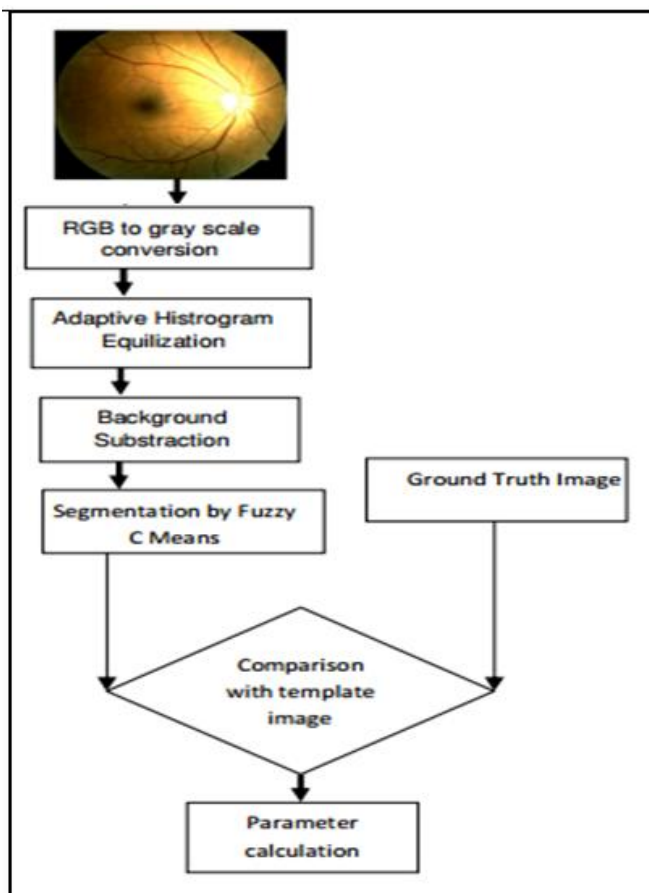 RGB to gray scale
conversion
Adaptive Histrogram
Equilization
Background
Substraction
Segmentation by Fuzzy
C Means
Ground Truth Image
Comparison
with template
image
Parameter
calculation